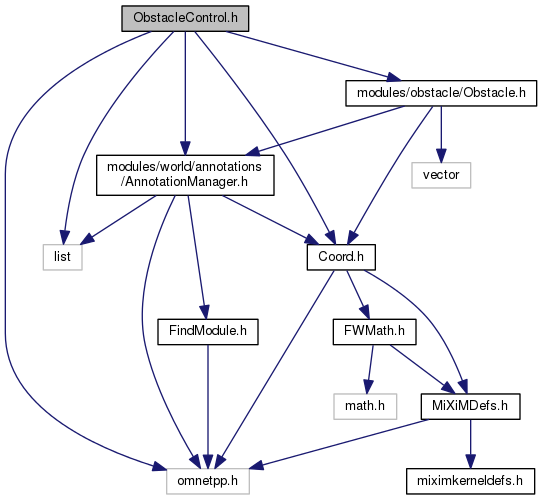 ObstacleControl.h
modules/obstacle/Obstacle.h
modules/world/annotations
/AnnotationManager.h
vector
list
Coord.h
FindModule.h
FWMath.h
math.h
MiXiMDefs.h
omnetpp.h
miximkerneldefs.h